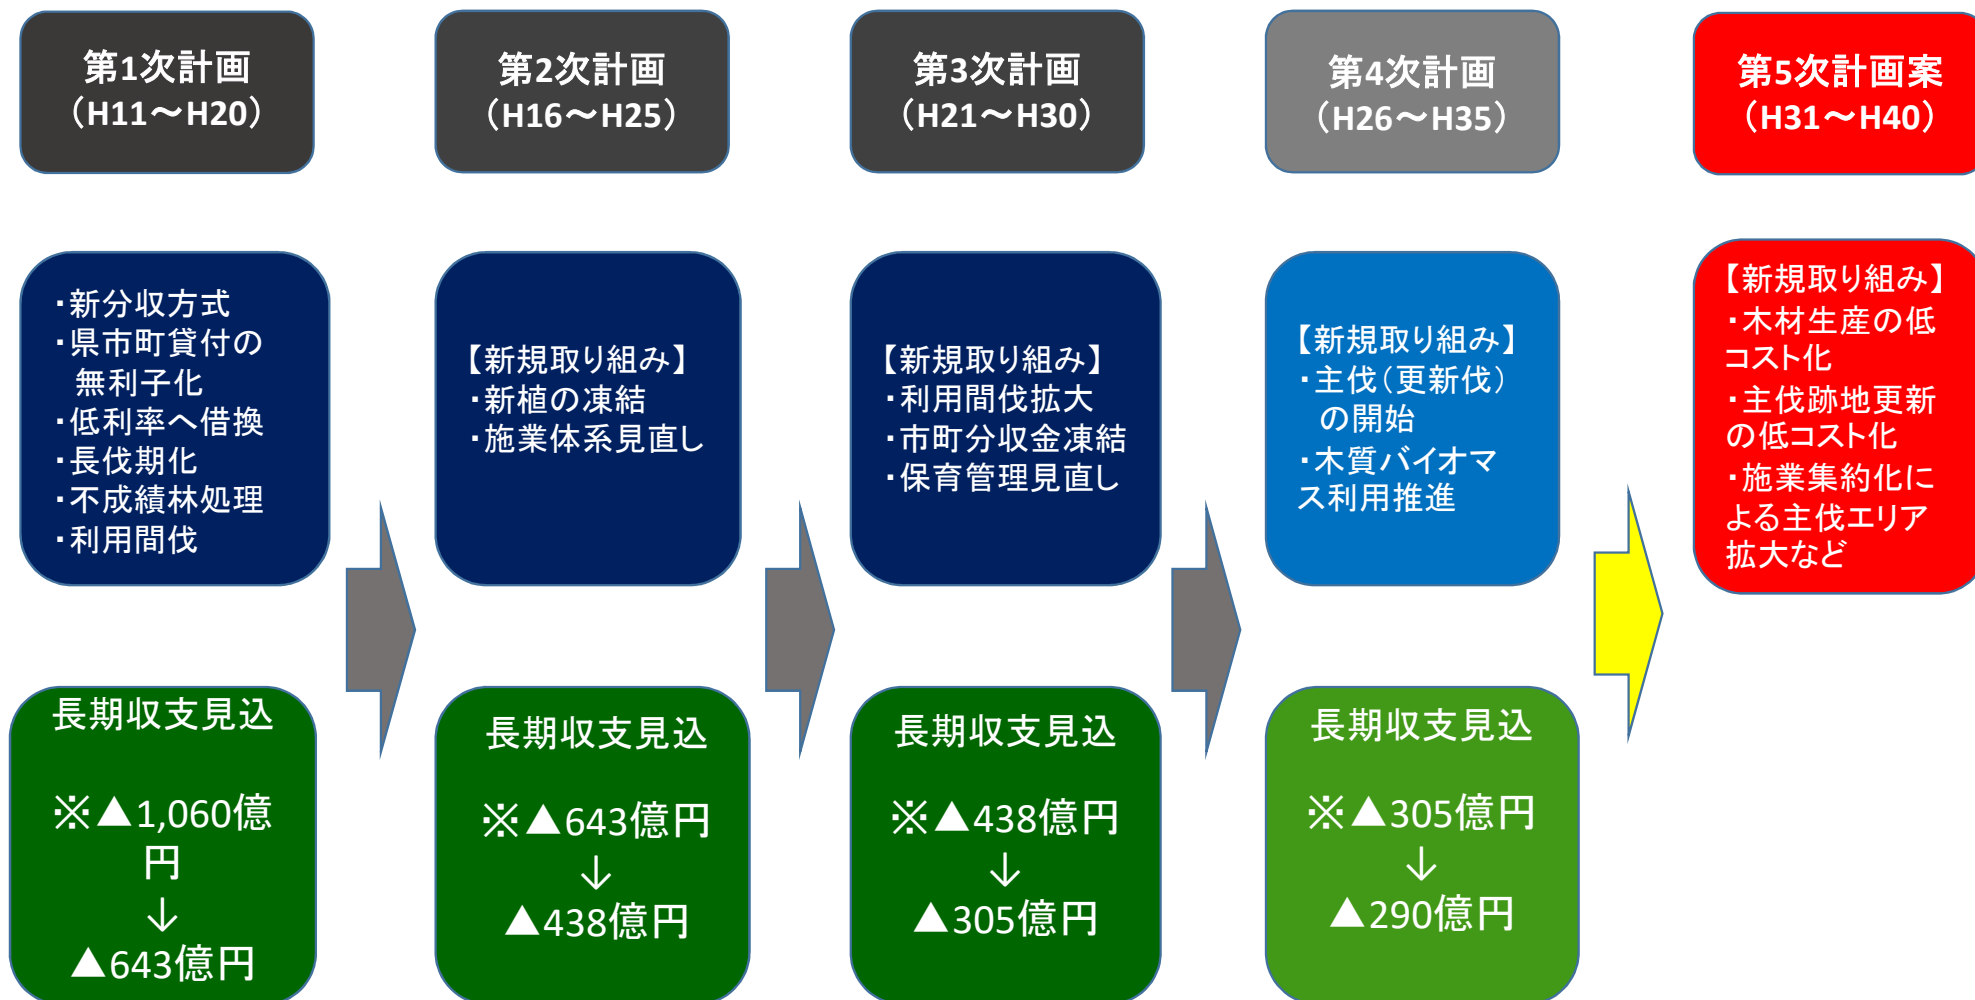 第1次計画
（H11～H20）
第2次計画
（H16～H25）
第3次計画
（H21～H30）
第4次計画
（H26～H35）
第5次計画案
（H31～H40）
・新分収方式
・県市町貸付の
無利子化
・低利率へ借換
・長伐期化
・不成績林処理
・利用間伐
【新規取り組み】
・新植の凍結
・施業体系見直し
【新規取り組み】
・利用間伐拡大
・市町分収金凍結
・保育管理見直し
【新規取り組み】
・主伐（更新伐）
の開始
・木質バイオマ
ス利用推進
【新規取り組み】
・木材生産の低
コスト化
・主伐跡地更新
の低コスト化
・施業集約化に
よる主伐エリア
拡大など
長期収支見込
※▲1,060億
円
↓
▲643億円
長期収支見込
※▲643億円
↓
▲438億円
長期収支見込
※▲438億円
↓
▲305億円
長期収支見込
※▲305億円
↓
▲290億円